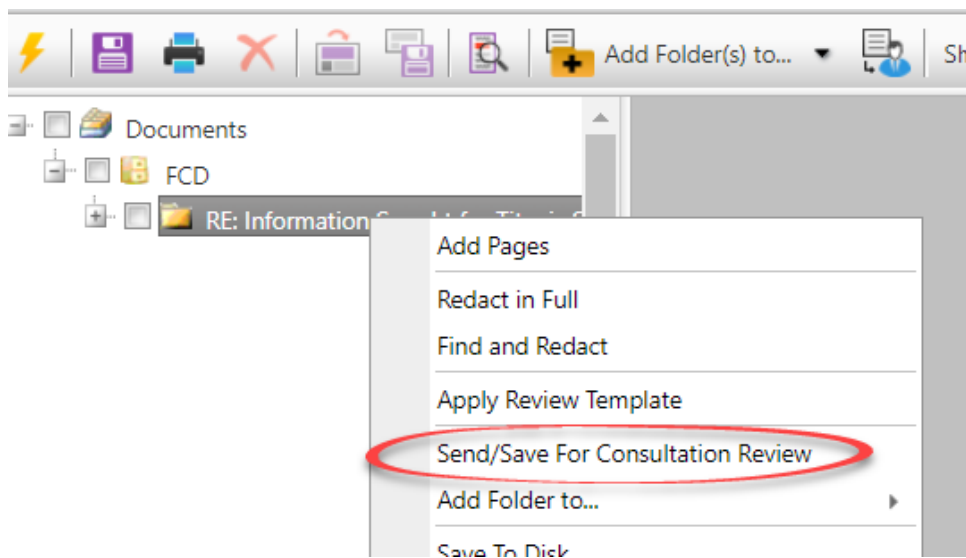 Add Folder(s) to...
Documents
FCD
RE: Information
Add Pages
Redact in Full
Find and Redact
Apply Review Template
Send/Save For Consultation Review
Add Folder to...
Save To Disk